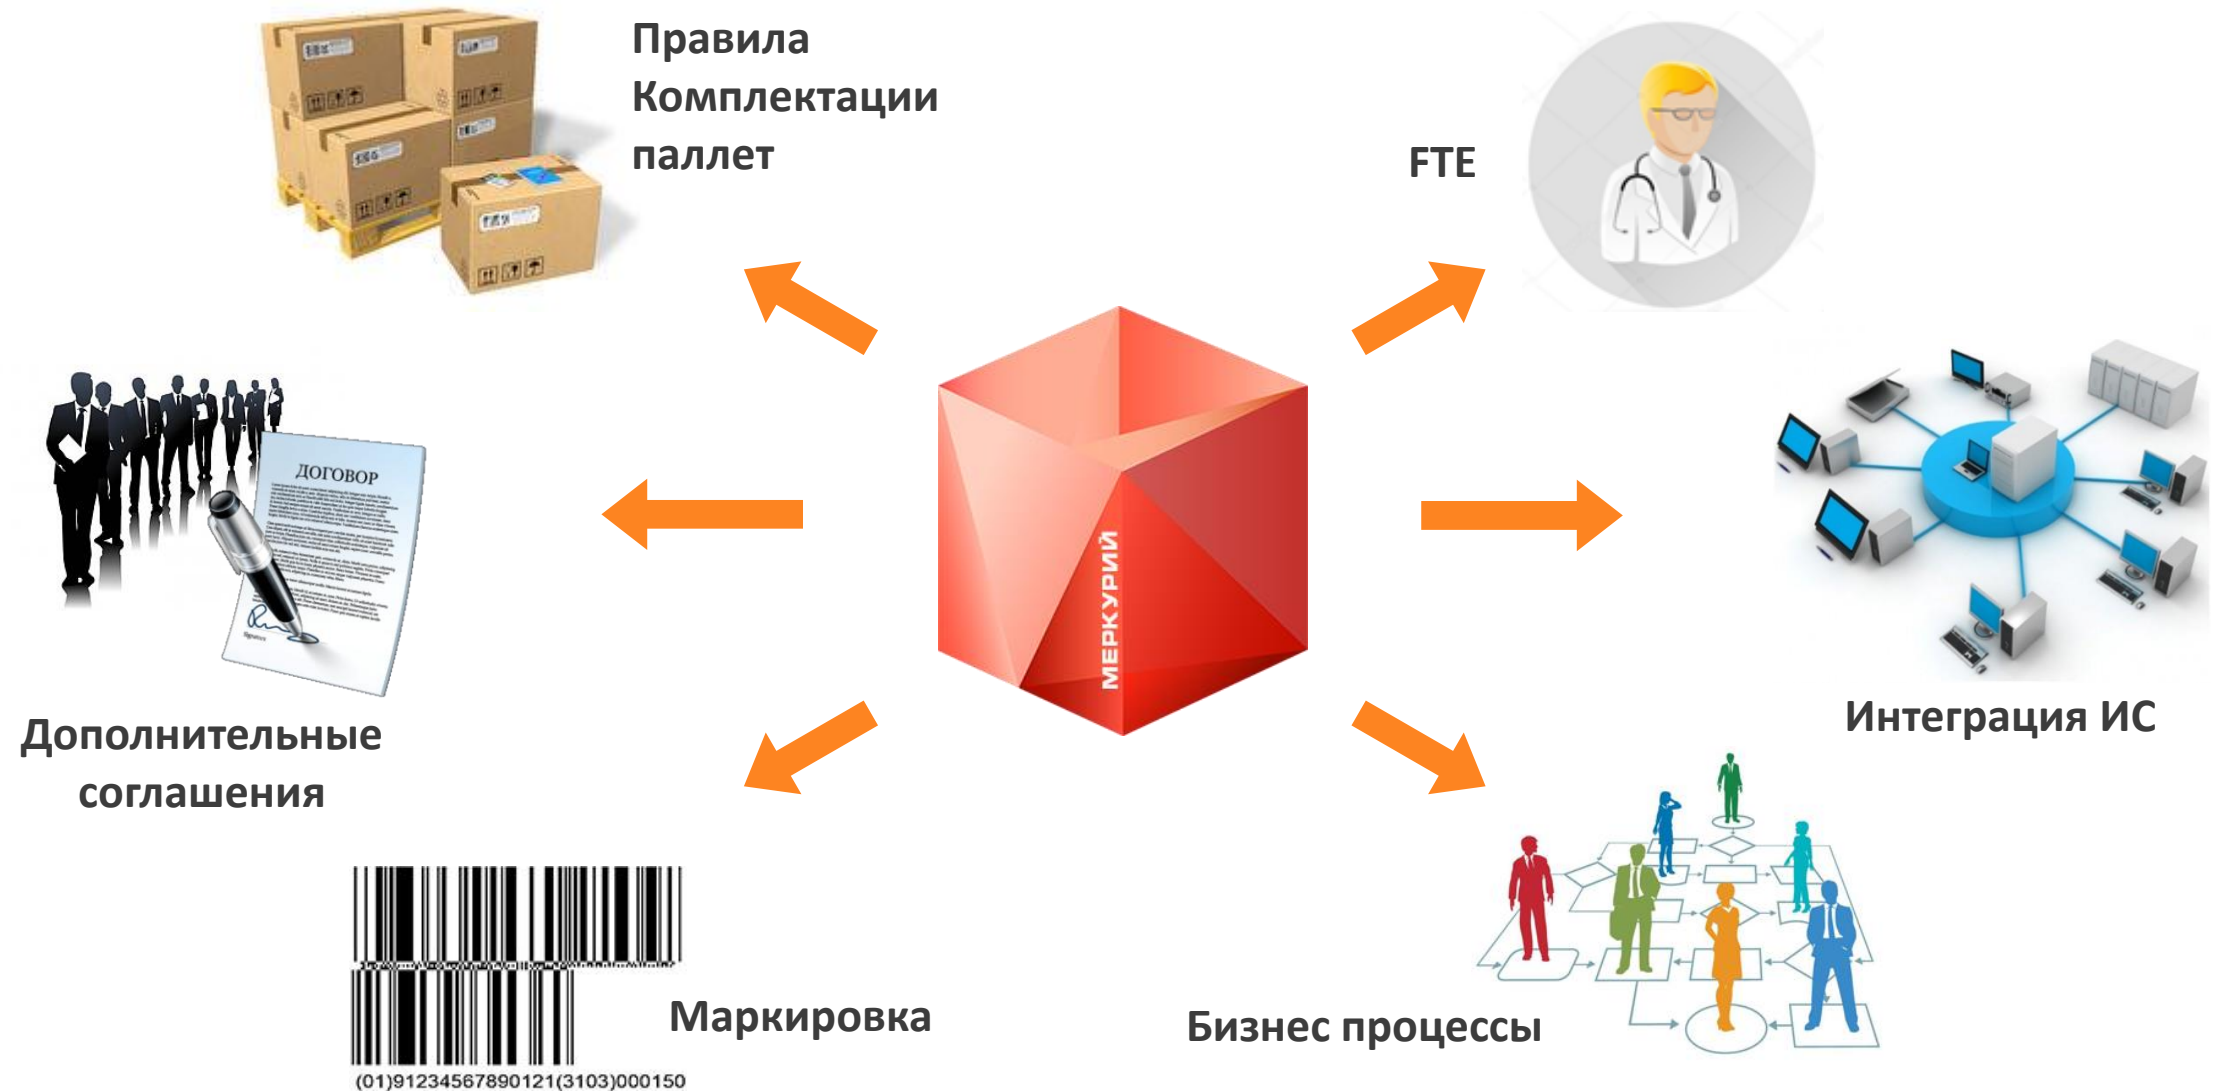 Правила
Комплектации
паллет
FTE
ДОГОВОР
МЕРКУРИЙ
Дополнительные
соглашения
Интеграция ИС
Маркировка
Бизнес процессы
(01)91234567890121(3103)000150